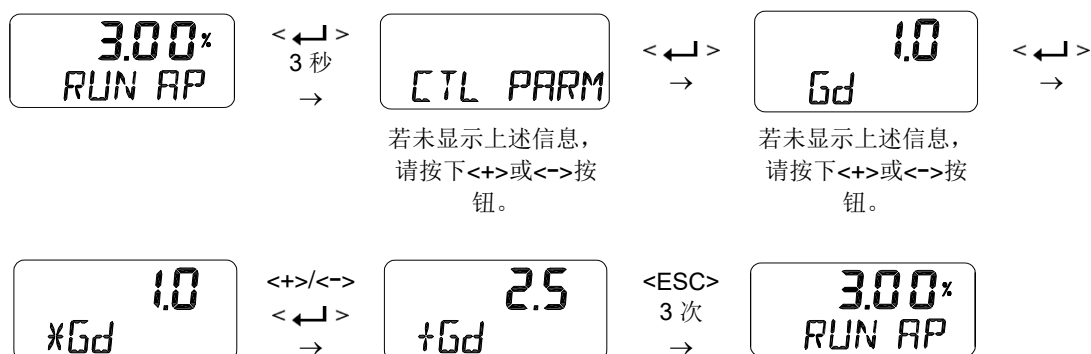 3.00%
RUN AP
< ↵ >
3 秒
→
CTL PARM
若未显示上述信息，
请按下<+>或<->按
钮。
< ↵ >
→
1.0
Gd
若未显示上述信息，
请按下<+>或<->按
钮。
< ↵ >
→
1.0
*Gd
<+>/<->
< ↵ >
→
2.5
+Gd
<ESC>
3 次
→
3.00%
RUN AP